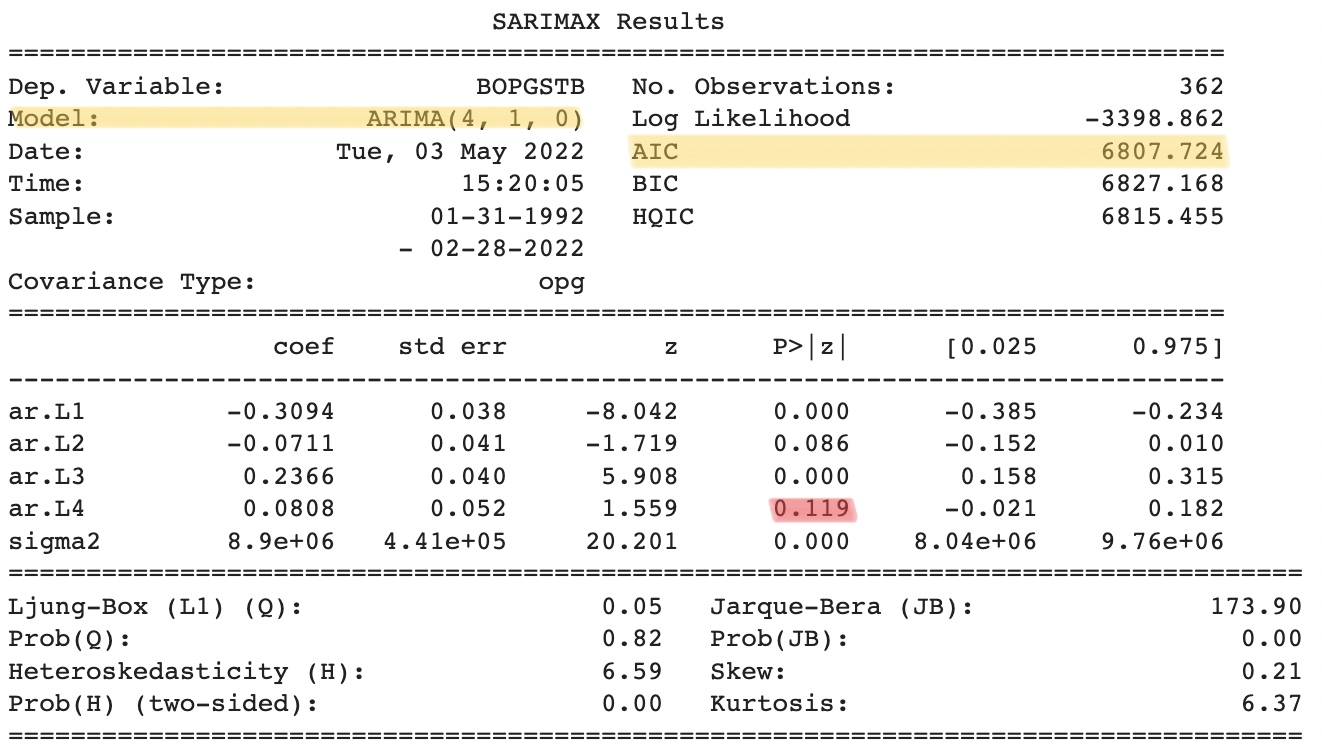 SARIMAX Results
==============================================================================
Dep. Variable:                BOPGSTB   No. Observations:                  362
Model:                 ARIMA(4, 1, 0)   Log Likelihood               -3398.862
Date:                Tue, 03 May 2022   AIC                           6807.724
Time:                        15:20:05   BIC                           6827.168
Sample:                    01-31-1992   HQIC                          6815.455
- 02-28-2022
Covariance Type:                  opg
==============================================================================
coef    std err          z      P>|z|      [0.025      0.975]
------------------------------------------------------------------------------
ar.L1         -0.3094      0.038     -8.042      0.000      -0.385      -0.234
ar.L2         -0.0711      0.041     -1.719      0.086      -0.152       0.010
ar.L3          0.2366      0.040      5.908      0.000       0.158       0.315
ar.L4          0.0808      0.052      1.559      0.119      -0.021       0.182
sigma2        8.9e+06   4.41e+05     20.201      0.000    8.04e+06    9.76e+06
===================================================================================
Ljung-Box (L1) (Q):                   0.05   Jarque-Bera (JB):               173.90
Prob(Q):                              0.82   Prob(JB):                         0.00
Heteroskedasticity (H):               6.59   Skew:                             0.21
Prob(H) (two-sided):                  0.00   Kurtosis:                         6.37
===================================================================================